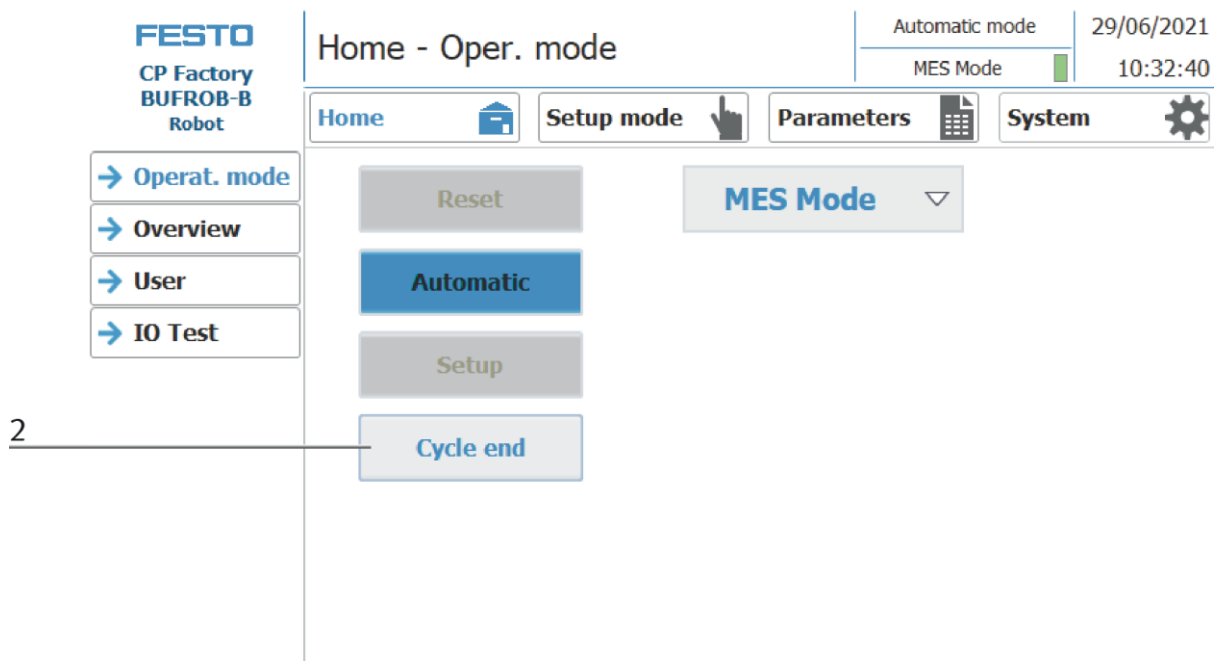 FESTO
CP Factory
BUFROB-B
Robot
Home - Oper. mode
Automatic mode
MES Mode
29/06/2021
10:32:40
Home
Setup mode
Parameters
System
Operat. mode
Overview
User
IO Test
Reset
MES Mode
Automatic
Setup
2
Cycle end